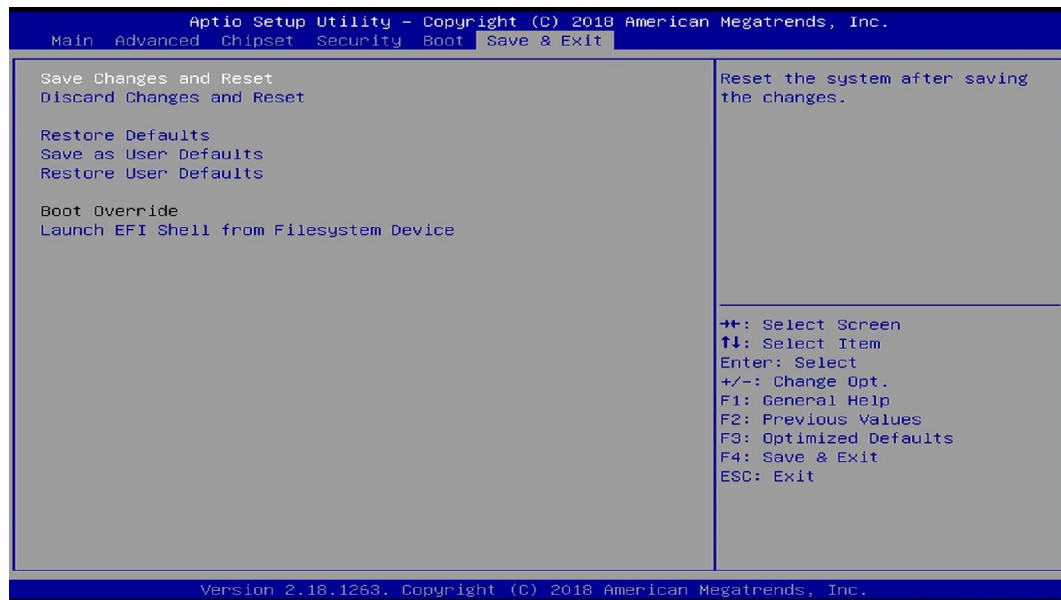 Aptio Setup Utility – Copyright (C) 2018 American Megatrends, Inc.
Main Advanced Chipset Security Boot Save & Exit
Save Changes and Reset
Discard Changes and Reset
Restore Defaults
Save as User Defaults
Restore User Defaults
Boot Override
Launch EFI Shell from Filesystem Device
Reset the system after saving
the changes.
→←: Select Screen
↑↓: Select Item
Enter: Select
+/-: Change Opt.
F1: General Help
F2: Previous Values
F3: Optimized Defaults
F4: Save & Exit
ESC: Exit
Version 2.18.1263. Copyright (C) 2018 American Megatrends, Inc.